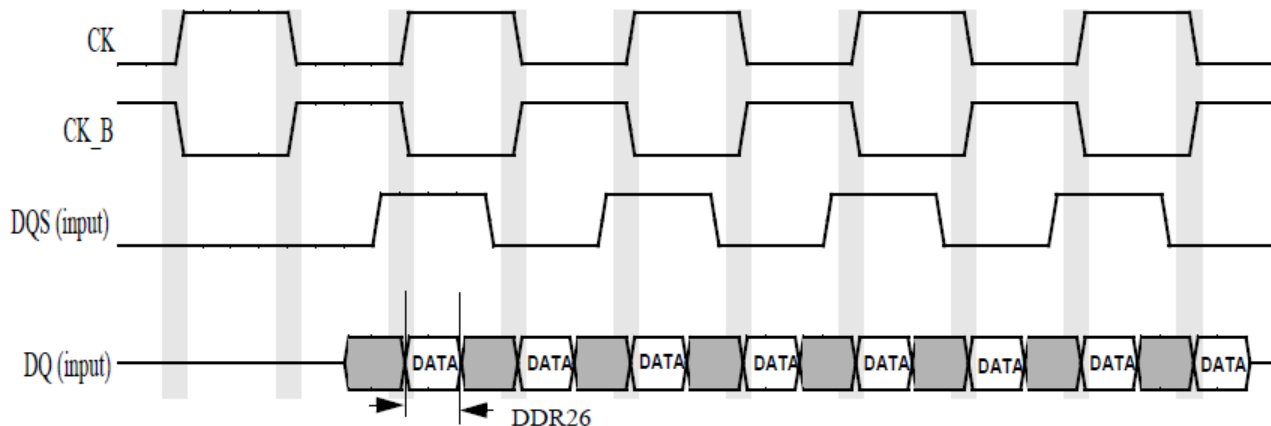 CK
CK_B
DQS (input)
DQ (input) DATA DATA DATA DATA DATA DATA DATA DATA
DDR26